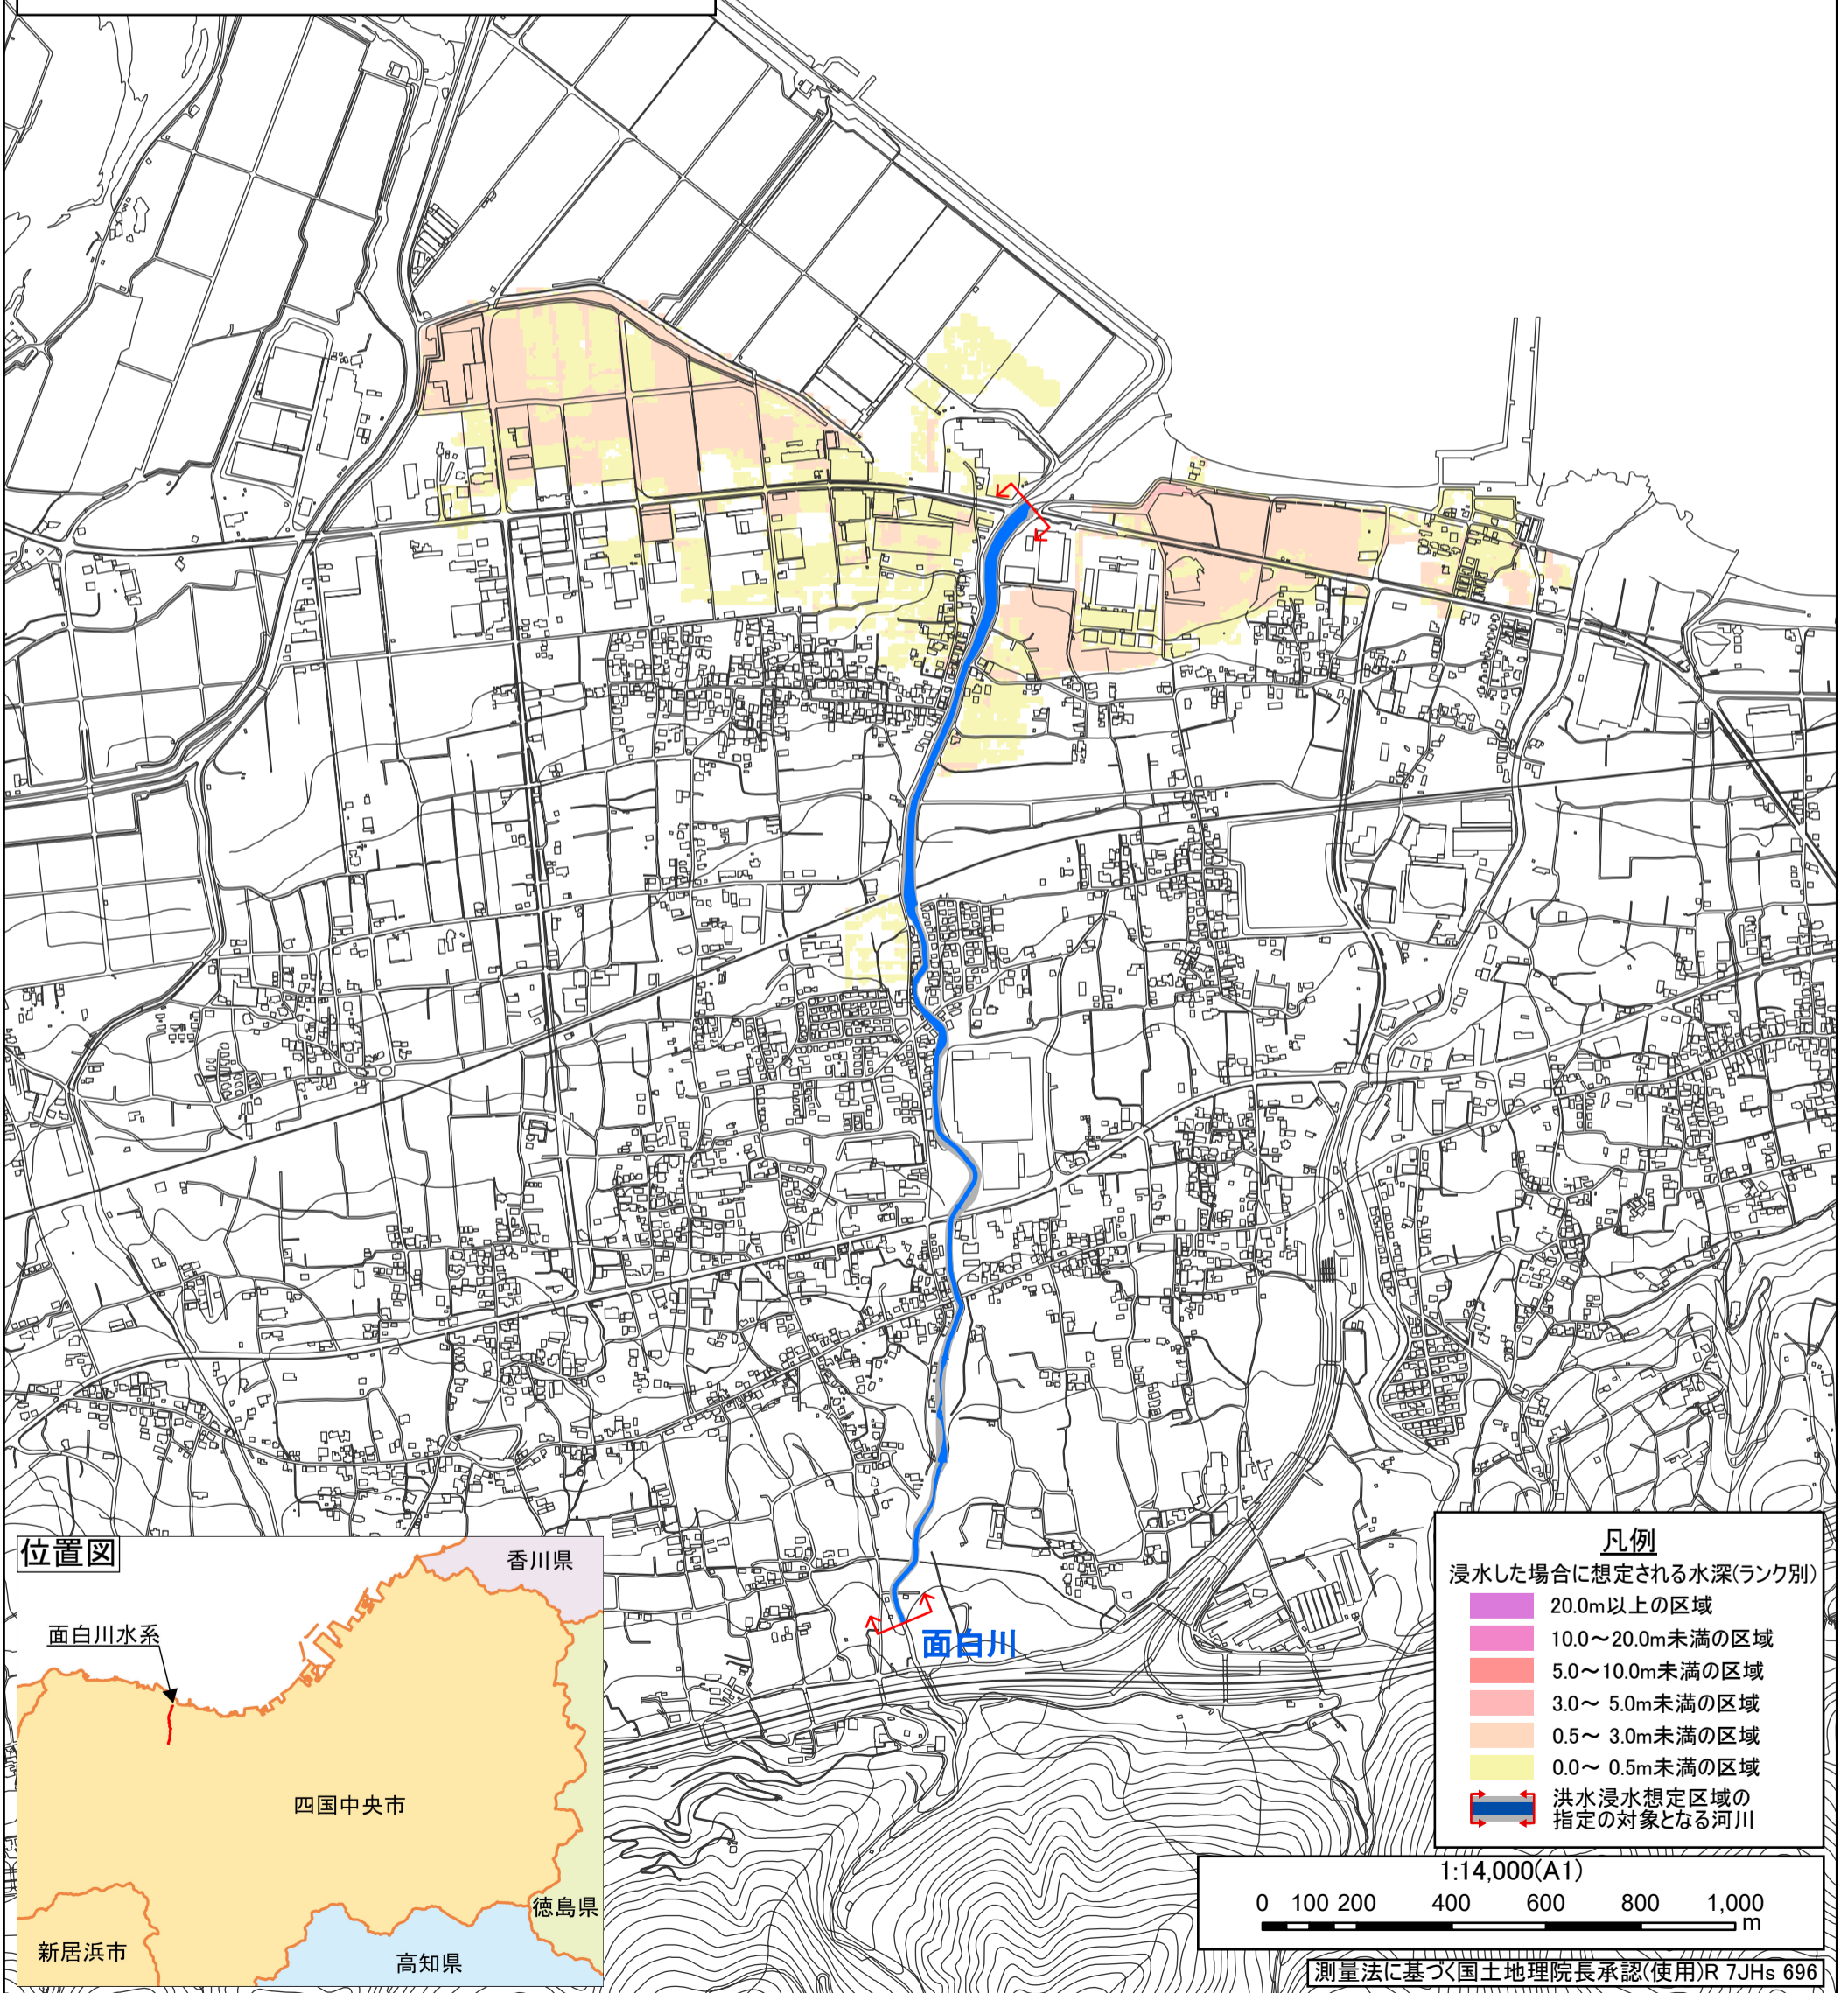 面白川
位置図
香川県
面白川水系
四国中央市
徳島県
新居浜市
高知県
凡例
浸水した場合に想定される水深(ランク別)
20.0m以上の区域
10.0～20.0m未満の区域
5.0～10.0m未満の区域
3.0～ 5.0m未満の区域
0.5～ 3.0m未満の区域
0.0～ 0.5m未満の区域
洪水浸水想定区域の
指定の対象となる河川
1:14,000(A1)
0 100 200 400 600 800 1,000
m
測量法に基づく国土地理院長承認(使用)R 7JHs 696